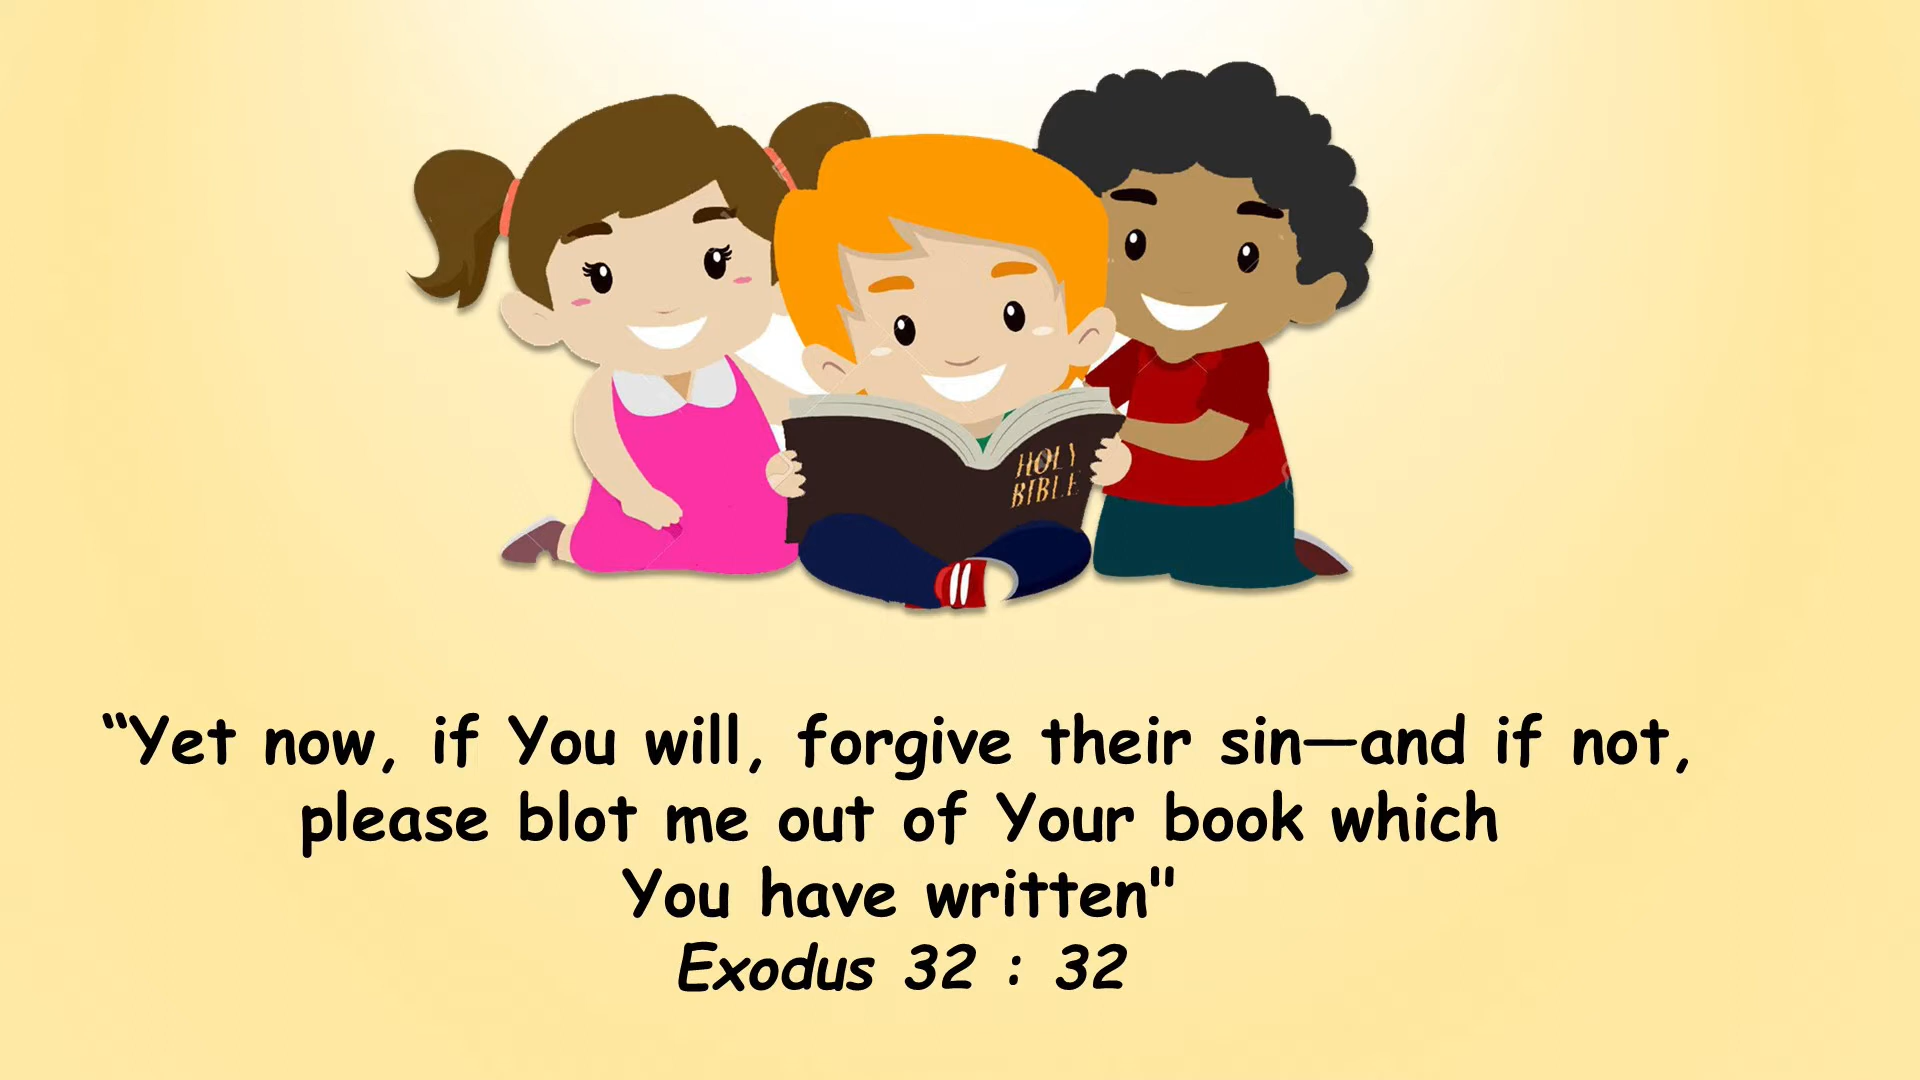 HOLY
BIBLE
“Yet now, if You will, forgive their sin—and if not,
please blot me out of Your book which
You have written"
Exodus 32 : 32